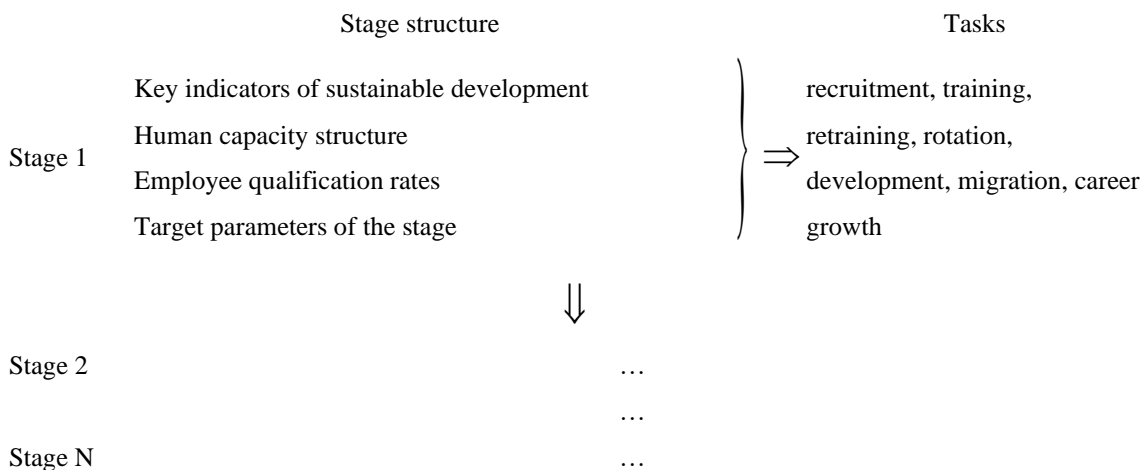 Stage structure Tasks
Key indicators of sustainable development recruitment, training,
Human capacity structure retraining, rotation,
Stage 1 ⇒
Employee qualification rates development, migration, career
Target parameters of the stage growth
⇓
Stage 2 …
…
Stage N …